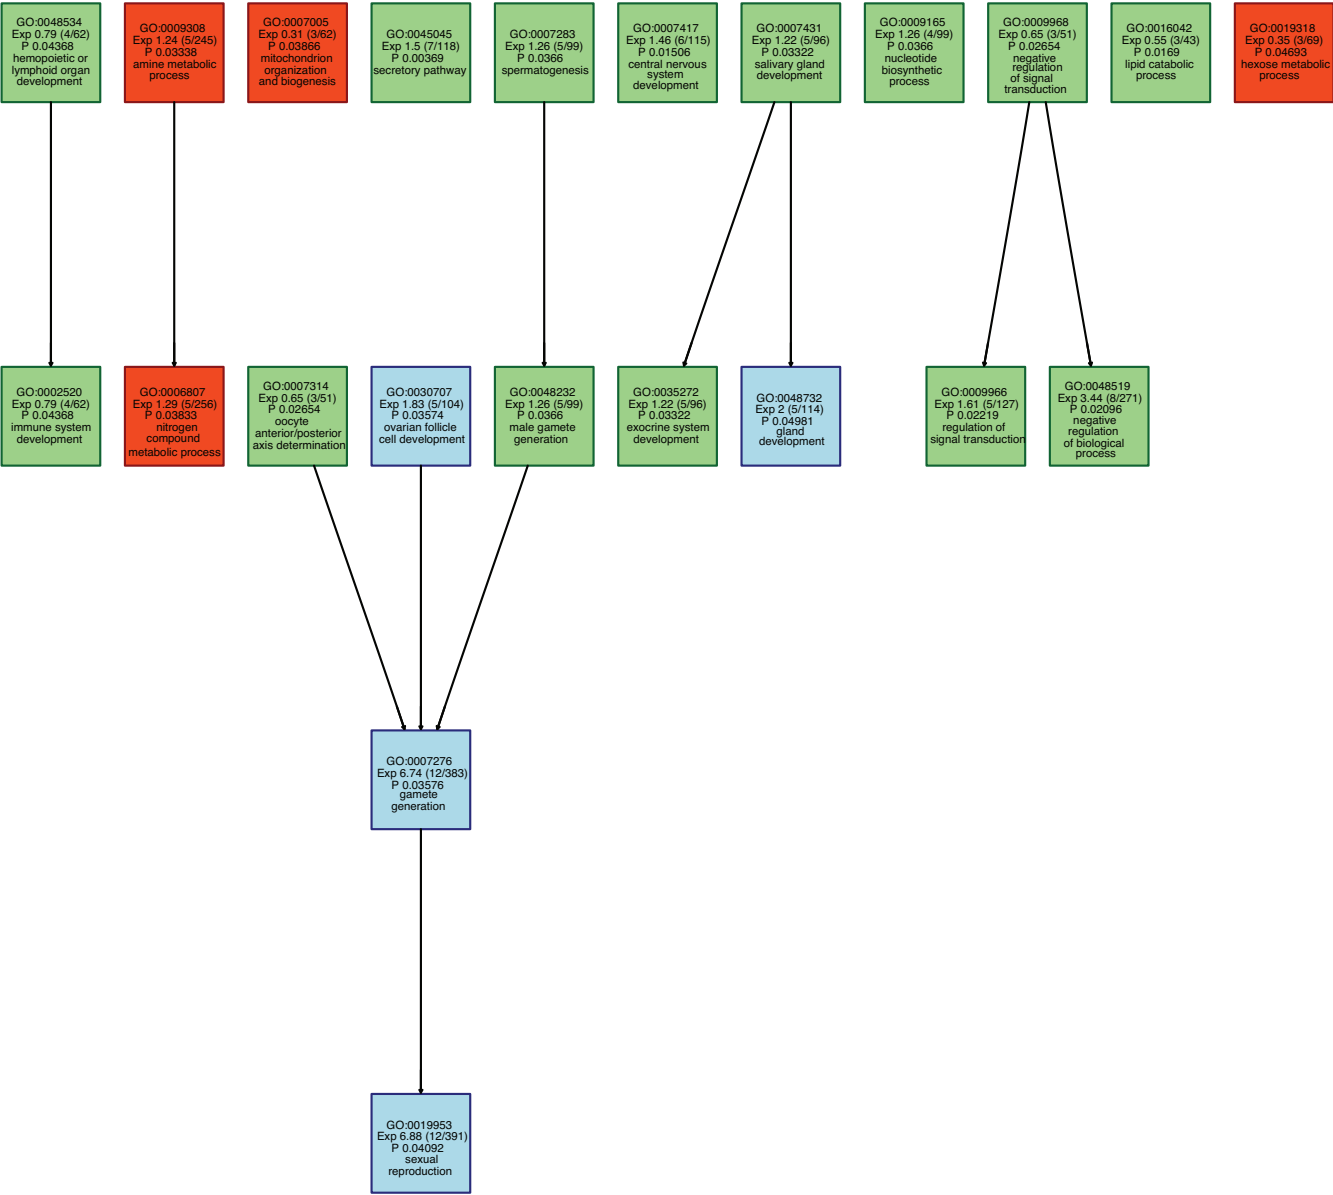 GO:0048534
Exp 0.79 (4/62)
P 0.04368
hemopoietic or
lymphoid organ
development
GO:0009308
Exp 1.24 (5/245)
P 0.03338
amine metabolic
process
GO:0007005
Exp 0.31 (3/62)
P 0.03866
mitochondrion
organization
and biogenesis
GO:0045045
Exp 1.5 (7/118)
P 0.00369
secretory pathway
GO:0007283
Exp 1.26 (5/99)
P 0.0366
spermatogenesis
GO:0007417
Exp 1.46 (6/115)
P 0.01506
central nervous
system
development
GO:0007431
Exp 1.22 (5/96)
P 0.03322
salivary gland
development
GO:0009165
Exp 1.26 (4/99)
P 0.0366
nucleotide
biosynthetic
process
GO:0009968
Exp 0.65 (3/51)
P 0.02654
negative
regulation
of signal
transduction
GO:0016042
Exp 0.55 (3/43)
P 0.0169
lipid catabolic
process
GO:0019318
Exp 0.35 (3/69)
P 0.04693
hexose metabolic
process
GO:0002520
Exp 0.79 (4/62)
P 0.04368
immune system
development
GO:0006807
Exp 1.29 (5/256)
P 0.03833
nitrogen
compound
metabolic process
GO:0007314
Exp 0.65 (3/51)
P 0.02654
oocyte
anterior/posterior
axis determination
GO:0030707
Exp 1.83 (5/104)
P 0.03574
ovarian follicle
cell development
GO:0048232
Exp 1.26 (5/99)
P 0.0366
male gamete
generation
GO:0035272
Exp 1.22 (5/96)
P 0.03322
exocrine system
development
GO:0048732
Exp 2 (5/114)
P 0.04981
gland
development
GO:0009966
Exp 1.61 (5/127)
P 0.02219
regulation of
signal transduction
GO:0048519
Exp 3.44 (8/271)
P 0.02096
negative
regulation
of biological
process
GO:0007276
Exp 6.74 (12/383)
P 0.03576
gamete
generation
GO:0019953
Exp 6.88 (12/391)
P 0.04092
sexual
reproduction